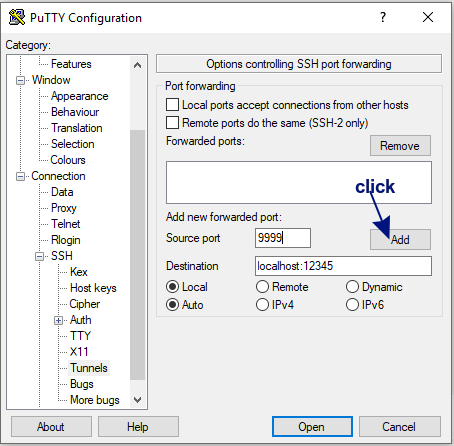 PuTTY Configuration
Category:
Features
Window
Appearance
Behaviour
Translation
Selection
Colours
Connection
Data
Proxy
Telnet
Rlogin
SSH
Kex
Host keys
Cipher
Auth
TTY
X11
Tunnels
Bugs
More bugs
Options controlling SSH port forwarding
Port forwarding
Local ports accept connections from other hosts
Remote ports do the same (SSH-2 only)
Forwarded ports:
Remove
click
Add new forwarded port:
Source port 9999 Add
Destination localhost:12345
Local Remote Dynamic
Auto IPv4 IPv6
About Help Open Cancel